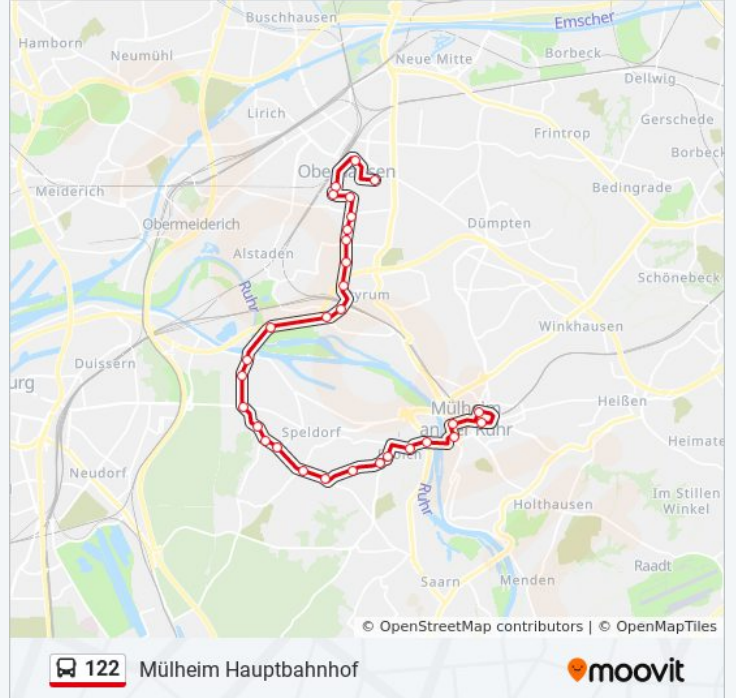 Buschhausen
Emscher
Hamborn
Neumühl
Neue Mitte
Borbeck
Dellwig
Lirich
Gerschede
Frintrop
Borbeck
Bedingrade
Meiderich
Obermeiderich
Dümpten
Alstaden
Schönebeck
Ruhr
Winkhausen
Duissern
Heißen
Mülheim
Speldorf
Heimate
Neudorf
Im Stillen
Winkel
Ruhr
Holthausen
Raadt
Saarn
Menden
© OpenStreetMap contributors | © OpenMapTiles
122 Mülheim Hauptbahnhof
moovit